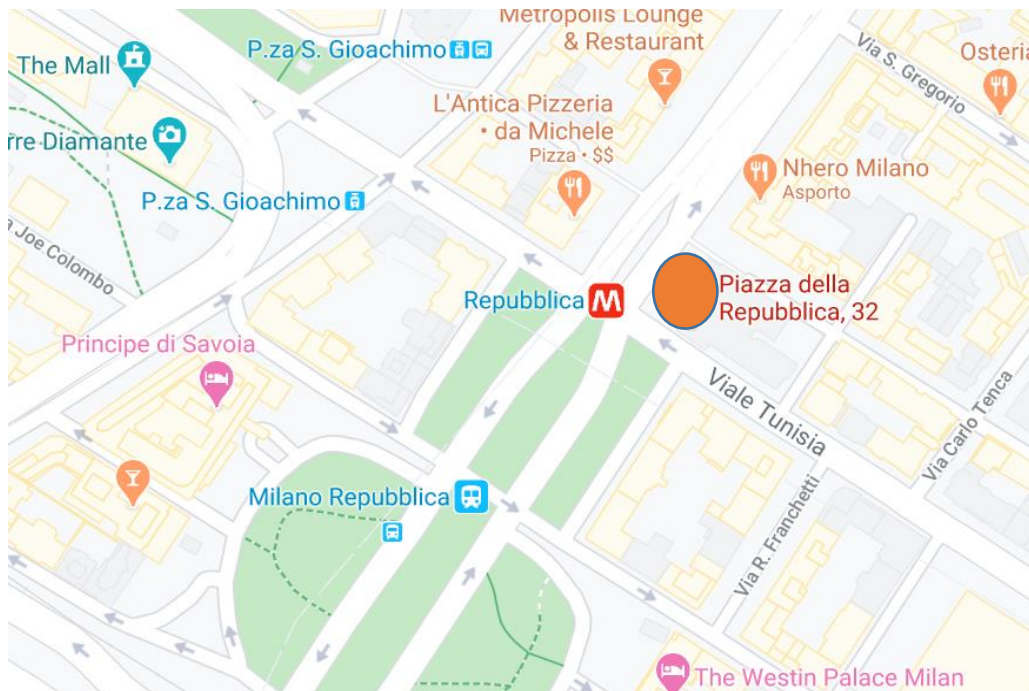 Metropolis Lounge
& Restaurant
P.za S. Gioachimo
The Mall
Via S. Gregorio
Osteria
L'Antica Pizzeria
• da Michele
Pizza • $$
rre Diamante
Nhero Milano
Asporto
P.za S. Gioachimo
a Joe Colombo
Repubblica
M
Piazza della
Repubblica, 32
Principe di Savoia
Viale Tunisia
Via Carlo Tenca
Milano Repubblica
Via R. Franchetti
The Westin Palace Milan